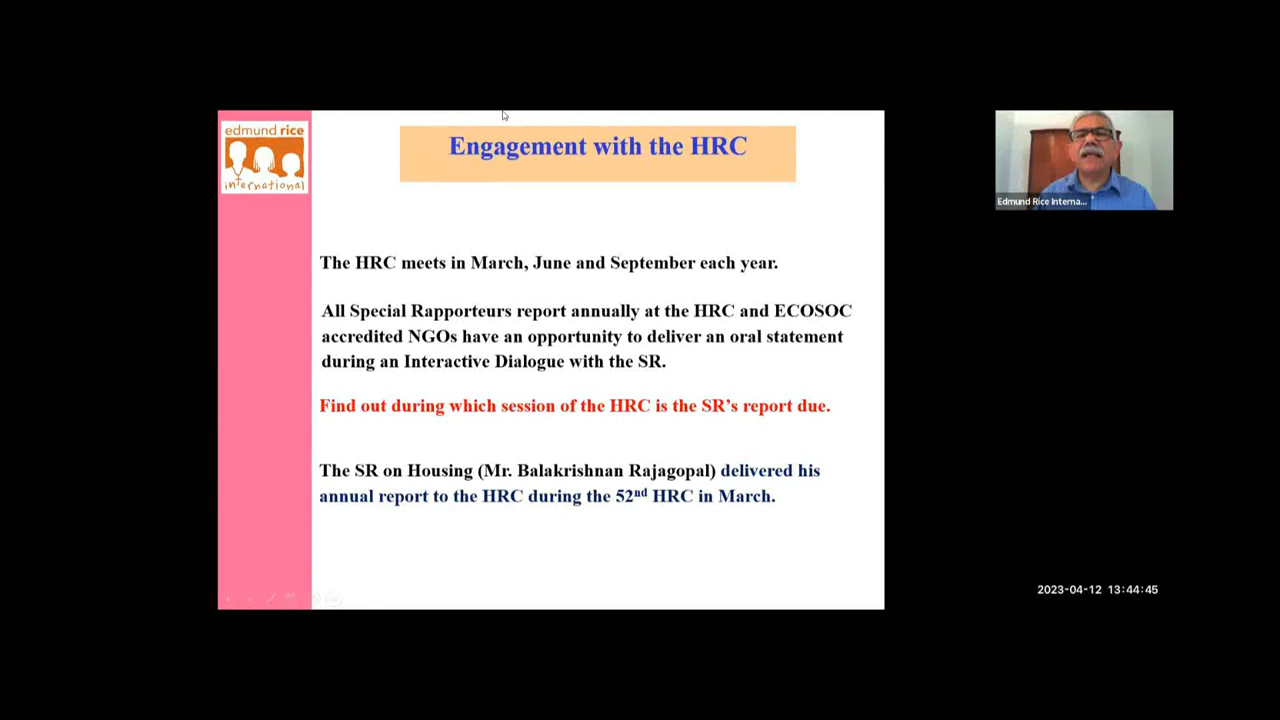 edmund rice
international
Engagement with the HRC
The HRC meets in March, June and September each year.
All Special Rapporteurs report annually at the HRC and ECOSOC
accredited NGOs have an opportunity to deliver an oral statement
during an Interactive Dialogue with the SR.
Find out during which session of the HRC is the SR’s report due.
The SR on Housing (Mr. Balakrishnan Rajagopal) delivered his
annual report to the HRC during the 52nd HRC in March.
Edmund Rice Interna...
2023-04-12 13:44:45